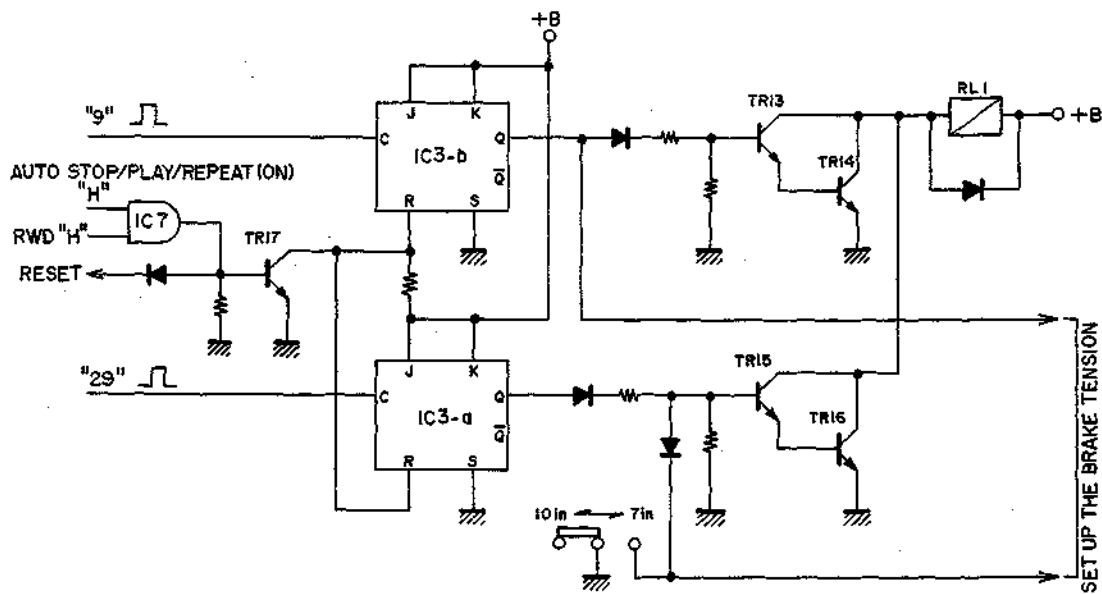 +B
"9"
J K
C Q
IC3-b
Q̅
R S
TR13
TR14
RL1
+B
AUTO STOP/PLAY/REPEAT(ON)
"H"
IC7
RWD "H"
RESET
TR17
"29"
J K
C Q
IC3-a
Q̅
R S
TR15
TR16
10in 7in
SET UP THE BRAKE TENSION